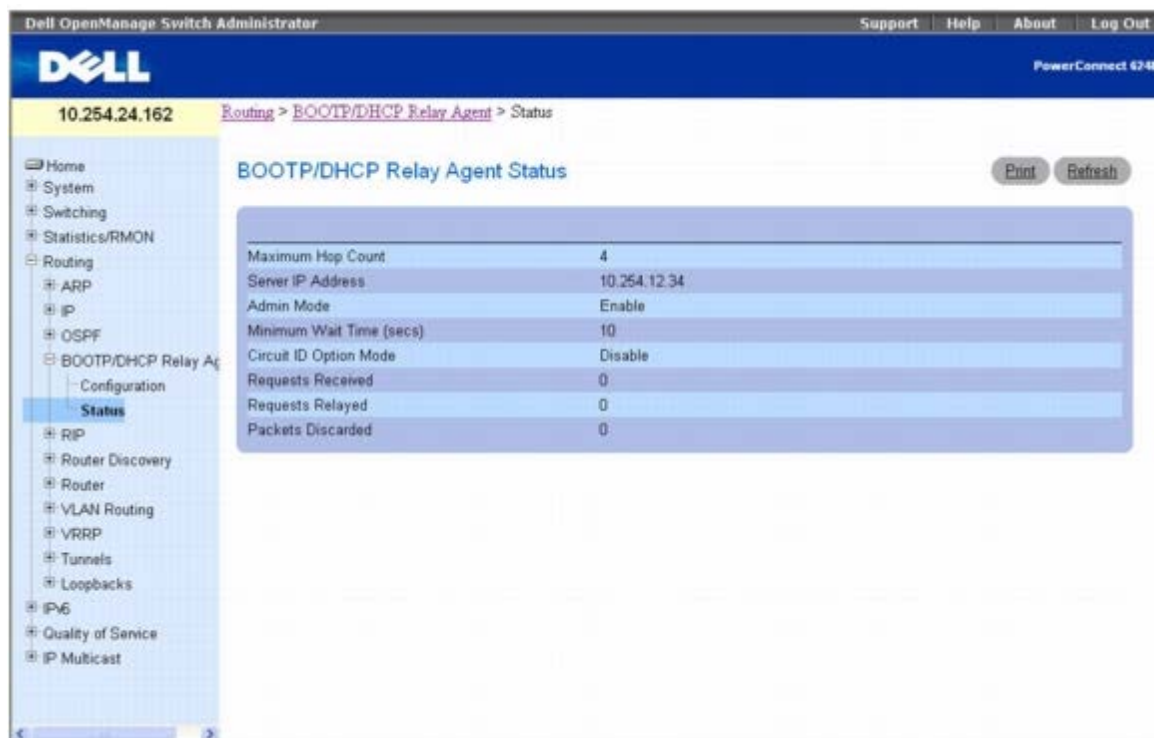 Dell OpenManage Switch Administrator Support Help About Log Out
DELL
PowerConnect 624
10.254.24.162
Routing > BOOTP/DHCP Relay Agent > Status
Home
System
Switching
Statistics/RMON
Routing
ARP
IP
OSPF
BOOTP/DHCP Relay Ag
Configuration
Status
RIP
Router Discovery
Router
VLAN Routing
VRRP
Tunnels
Loopbacks
IPv6
Quality of Service
IP Multicast
BOOTP/DHCP Relay Agent Status
Print Refresh
Maximum Hop Count 4
Server IP Address 10.254.12.34
Admin Mode Enable
Minimum Wait Time (secs) 10
Circuit ID Option Mode Disable
Requests Received 0
Requests Relayed 0
Packets Discarded 0